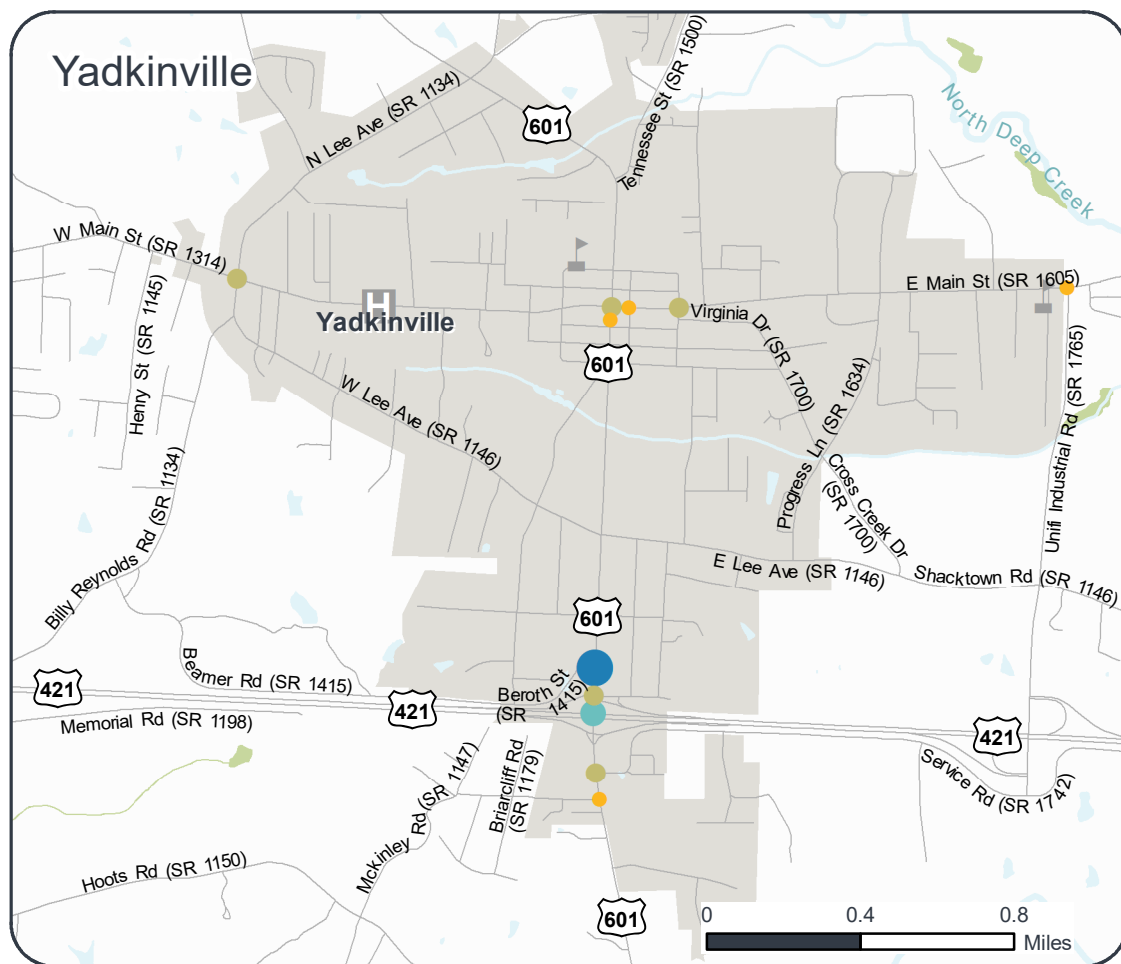 Yadkinville
Tennessee St (SR 1500)
N Lee Ave (SR 1134)
601
North Deep Creek
W Main St (SR 1314)
E Main St (SR 1605)
H
Yadkinville
Virginia
Dr (SR 1700)
Henry St (SR 1145)
601
W Lee Ave (SR 1146)
Progress Ln (SR 1634)
Unifi Industrial Rd (SR 1765)
Cross Creek Dr
(SR 1700)
Billy Reynolds Rd (SR 1134)
E Lee Ave (SR 1146)
Shacktown Rd (SR 1146)
601
Beamer Rd (SR 1415)
Beroth St
(SR 1415)
421
421
421
Memorial Rd (SR 1198)
Service Rd (SR 1742)
Mckinley Rd (SR 1147)
Briarcliff Rd
(SR 1179)
Hoots Rd (SR 1150)
601
0 0.4 0.8
Miles